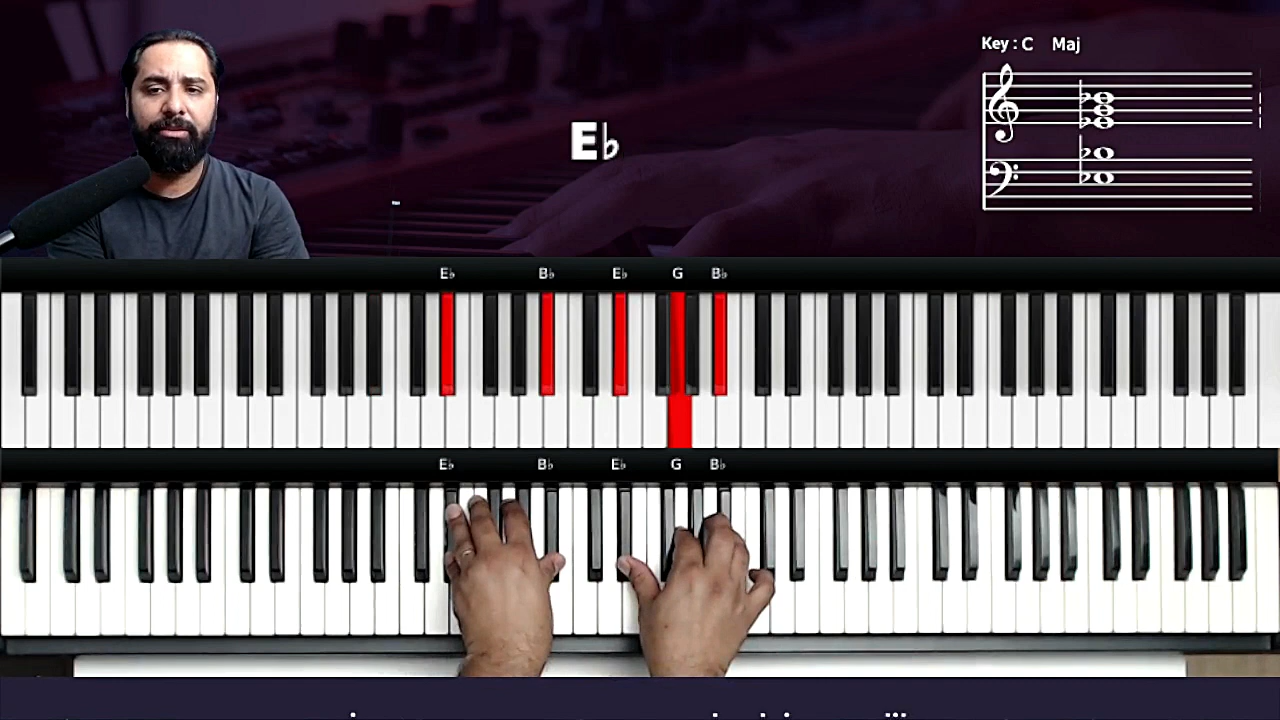 Key : C Maj
E♭
E♭ B♭ E♭ G B♭
E♭ B♭ E♭ G B♭